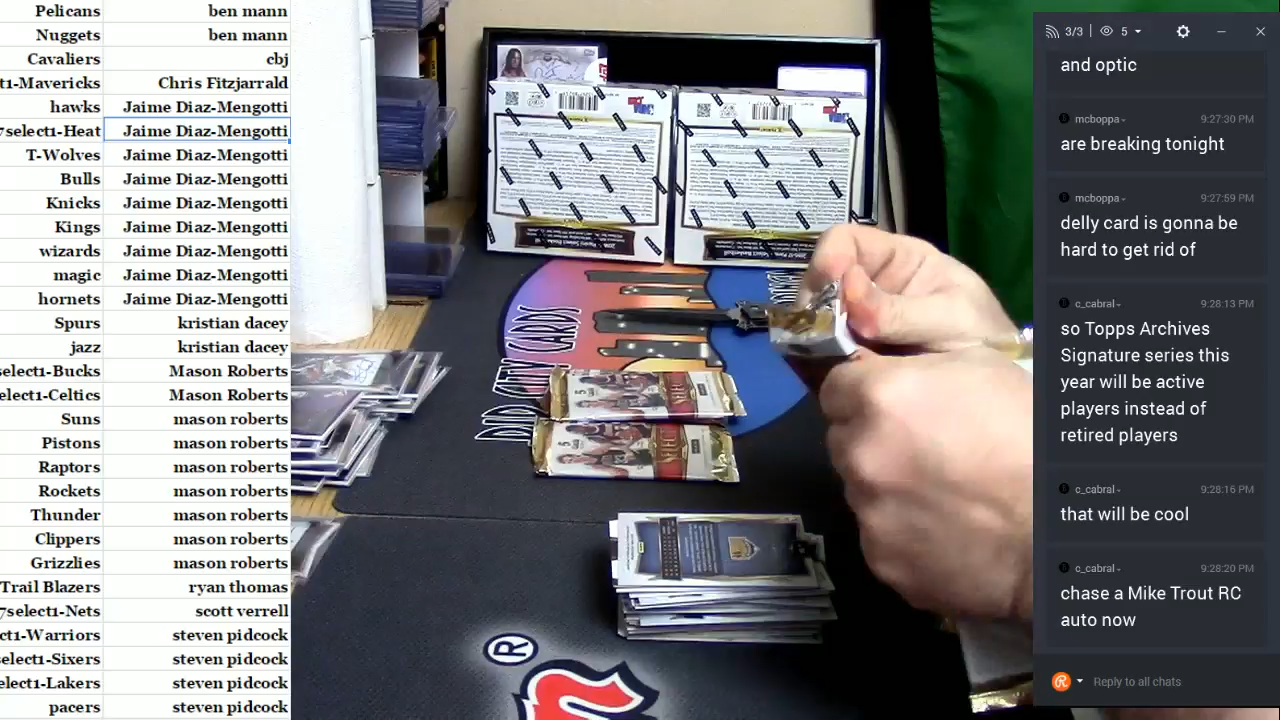 Pelicans ben mann
Nuggets ben mann
Cavaliers cbj
ct1-Mavericks Chris Fitzjarrald
hawks Jaime Diaz-Mengotti
7select1-Heat Jaime Diaz-Mengotti
T-Wolves Jaime Diaz-Mengotti
Bulls Jaime Diaz-Mengotti
Knicks Jaime Diaz-Mengotti
Kings Jaime Diaz-Mengotti
wizards Jaime Diaz-Mengotti
magic Jaime Diaz-Mengotti
hornets Jaime Diaz-Mengotti
Spurs kristian dacey
jazz kristian dacey
select1-Bucks Mason Roberts
elect1-Celtics Mason Roberts
Suns mason roberts
Pistons mason roberts
Raptors mason roberts
Rockets mason roberts
Thunder mason roberts
Clippers mason roberts
Grizzlies mason roberts
Trail Blazers ryan thomas
7select1-Nets scott verrell
ct1-Warriors steven pidcock
select1-Sixers steven pidcock
elect1-Lakers steven pidcock
pacers steven pidcock
CITY CARDS
SELECT
5
SELECT
5
®
3/3 5
and optic
mcboppa 9:27:30 PM
are breaking tonight
mcboppa 9:27:59 PM
delly card is gonna be
hard to get rid of
c_cabral 9:28:13 PM
so Topps Archives
Signature series this
year will be active
players instead of
retired players
c_cabral 9:28:16 PM
that will be cool
c_cabral 9:28:20 PM
chase a Mike Trout RC
auto now
Reply to all chats